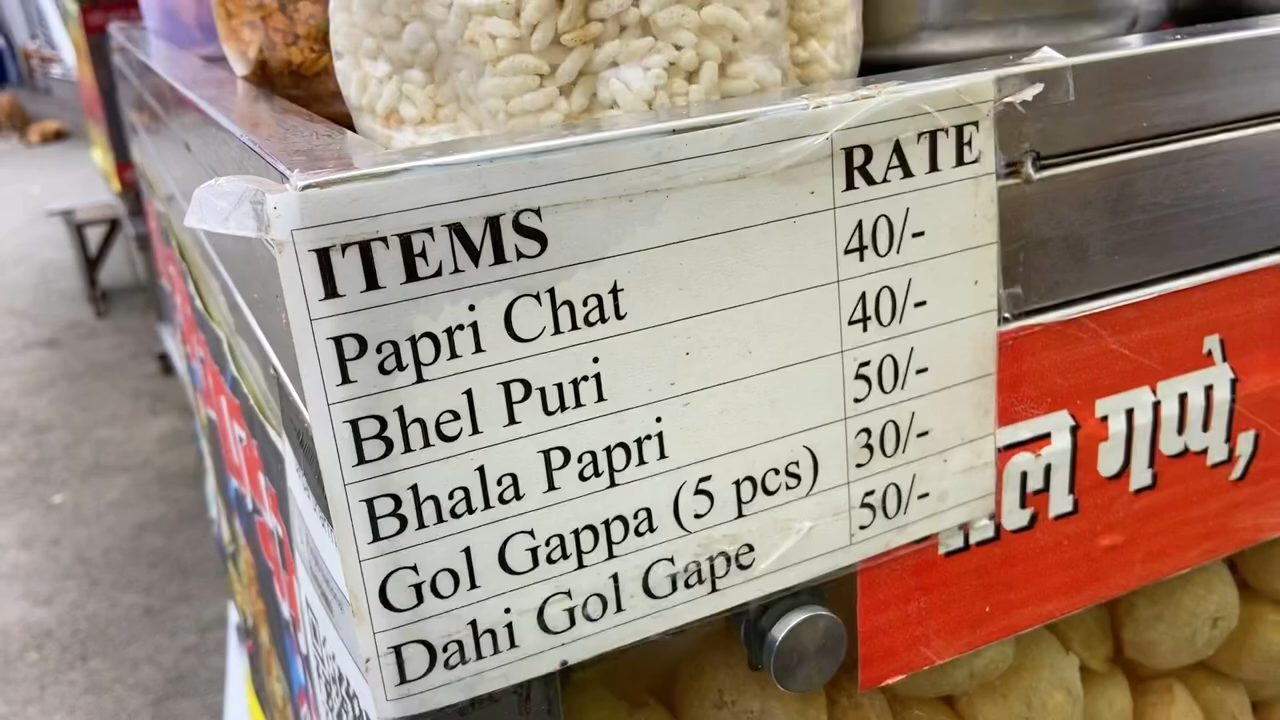 ITEMS RATE
Papri Chat 40/-
Bhel Puri 40/-
Bhala Papri 50/-
Gol Gappa (5 pcs) 30/-
Dahi Gol Gape 50/-
गप्पे,